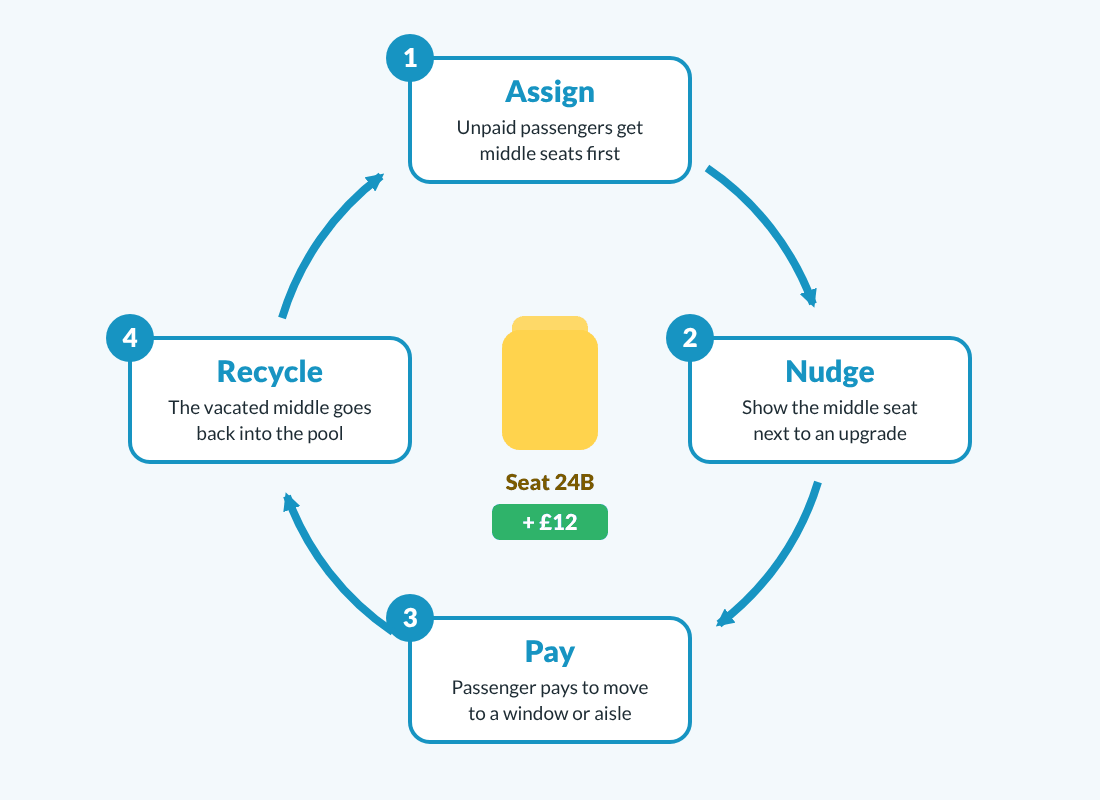 1
Assign
Unpaid passengers get
middle seats first
2
Nudge
Show the middle seat
next to an upgrade
3
Pay
Passenger pays to move
to a window or aisle
4
Recycle
The vacated middle goes
back into the pool
Seat 24B
+ £12